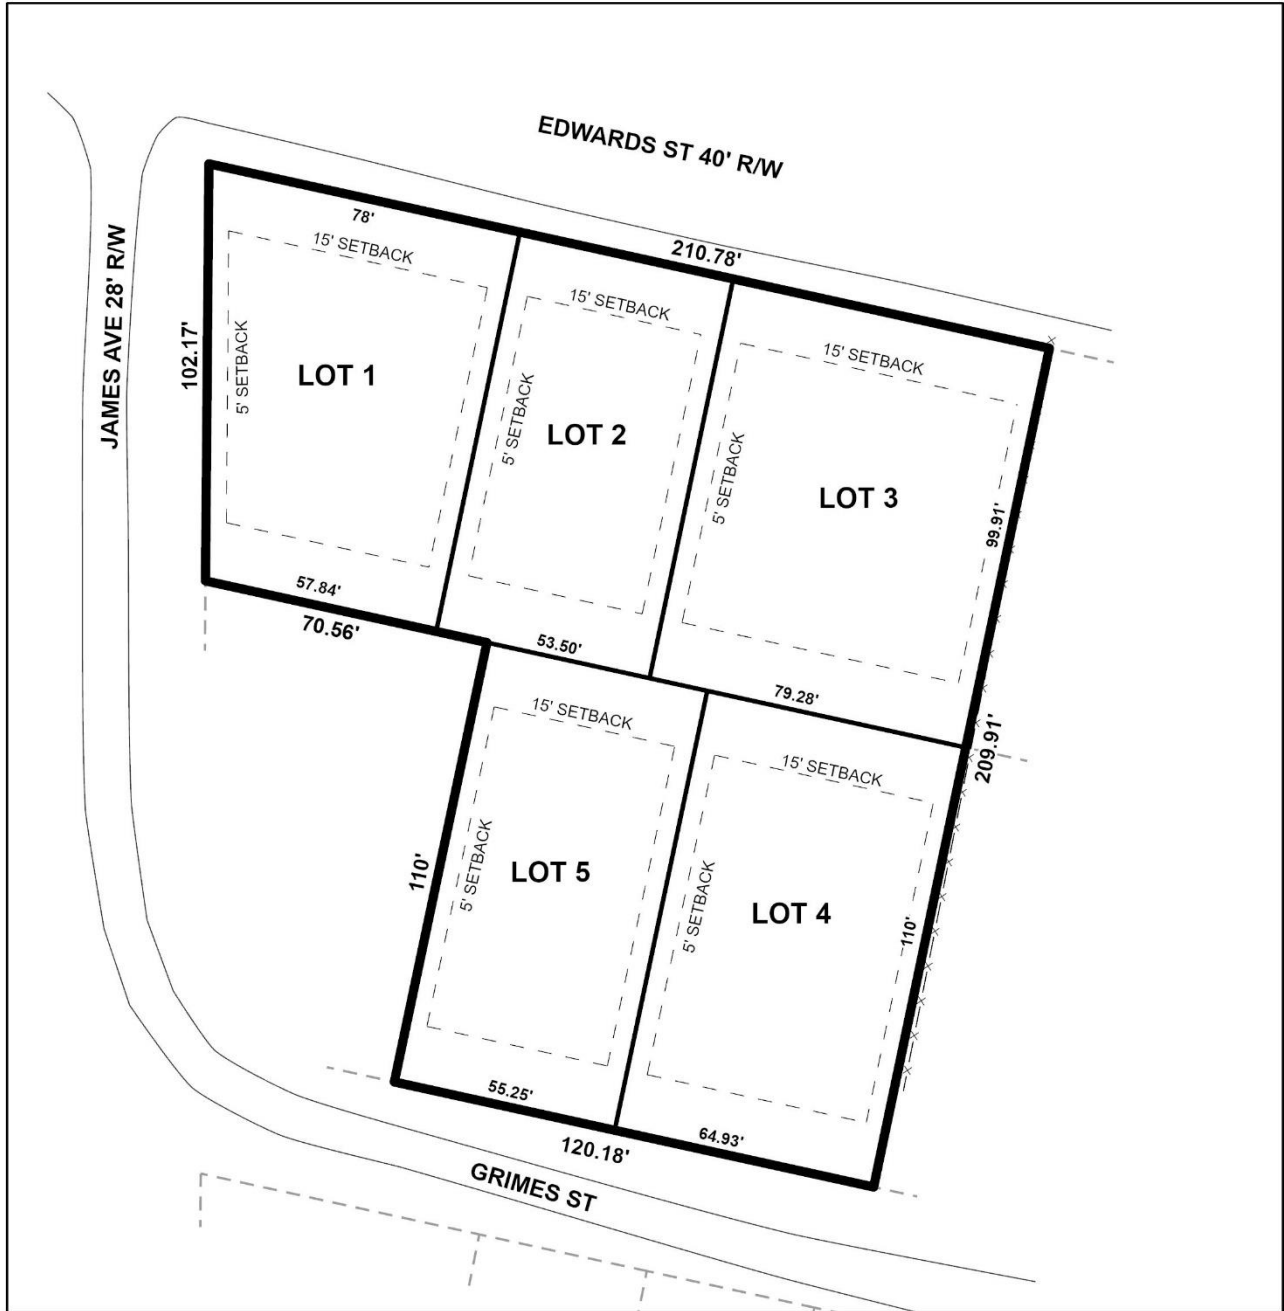 EDWARDS ST 40' R/W
JAMES AVE 28' R/W
78'
210.78'
15' SETBACK
15' SETBACK
15' SETBACK
102.17'
5' SETBACK
LOT 1
5' SETBACK
LOT 2
5' SETBACK
LOT 3
99.91'
57.84'
70.56'
53.50'
79.28'
209.91'
15' SETBACK
15' SETBACK
110'
5' SETBACK
LOT 5
5' SETBACK
LOT 4
110'
55.25'
120.18'
64.93'
GRIMES ST